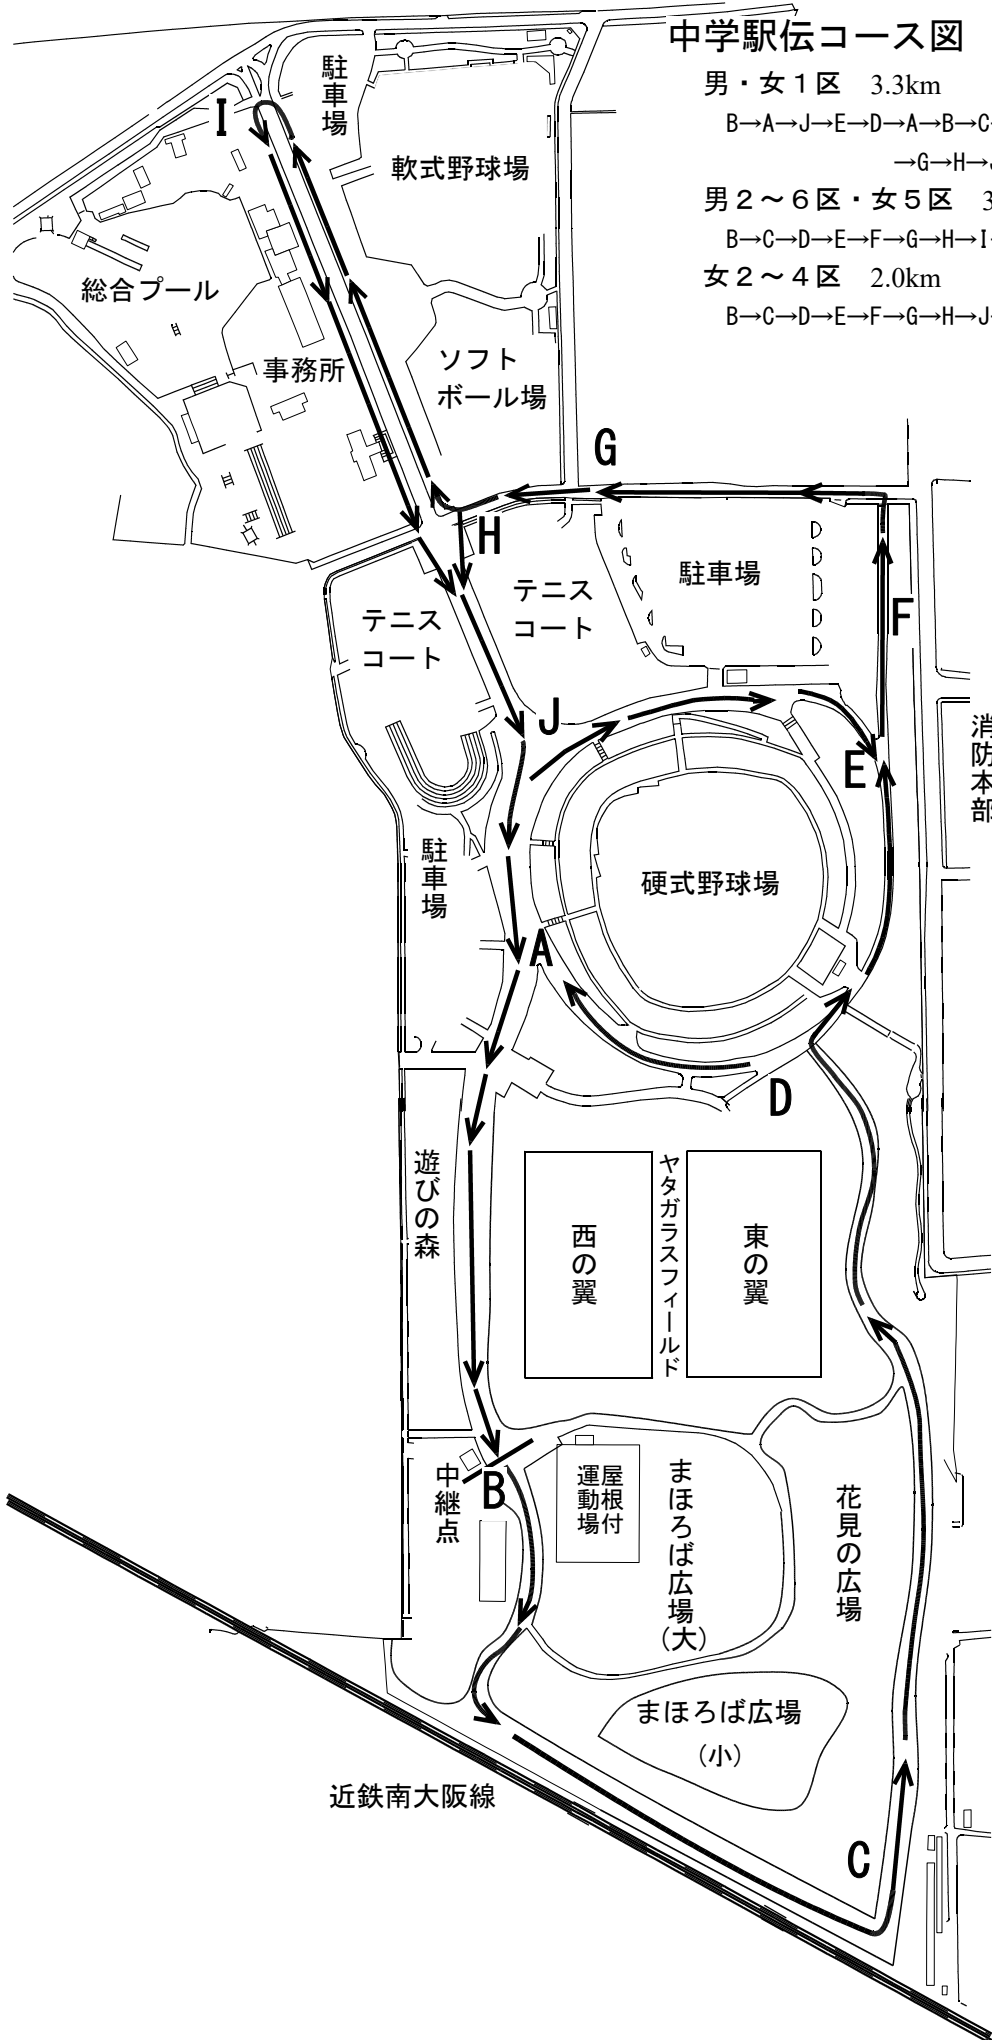 中学駅伝コース図
男・女1区 3.3km
B→A→J→E→D→A→B→C
→G→H→
男2~6区・女5区 3
B→C→D→E→F→G→H→I
女2~4区 2.0km
B→C→D→E→F→G→H→J
I
駐車場
軟式野球場
総合プール
事務所
ソフト
ボール場
G
H
テニス
コート
テニス
コート
駐車場
F
J
E
消防本部
駐車場
硬式野球場
A
D
遊びの森
西の翼
ヤタガラスフィールド
東の翼
中継点
B
屋根付
運動場
まほろば広場
(大)
花見の広場
まほろば広場
(小)
近鉄南大阪線
C